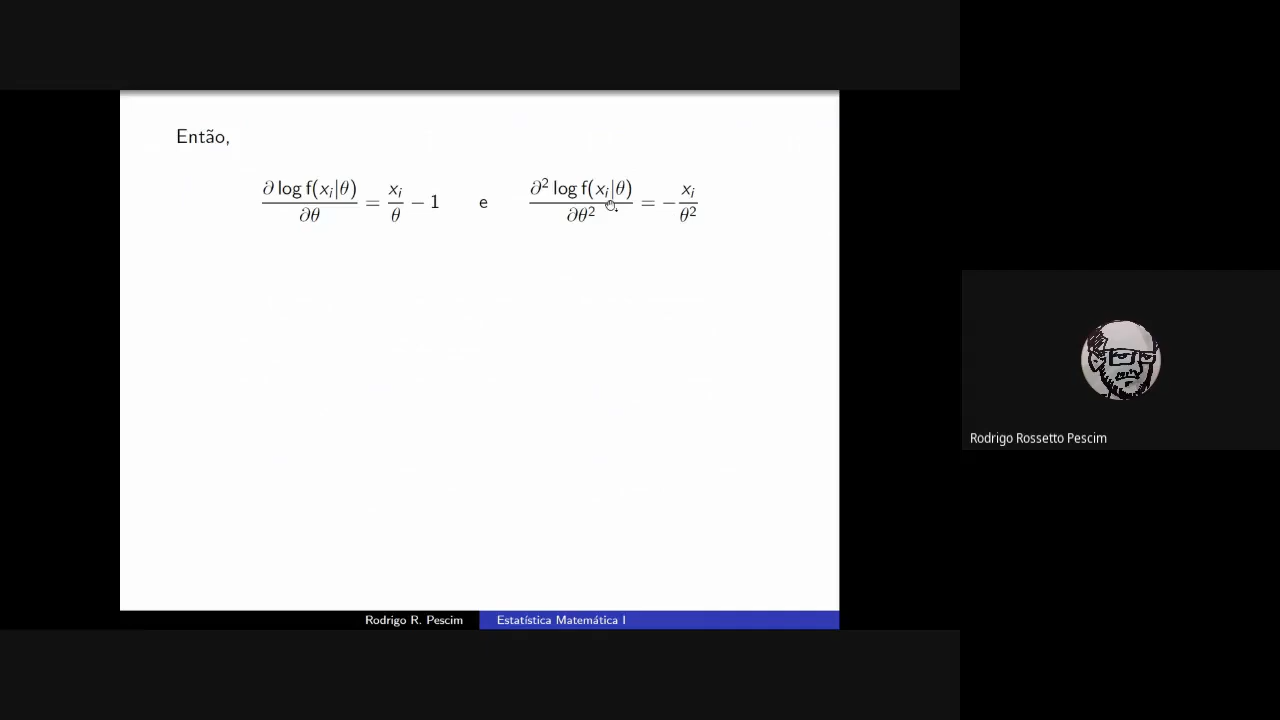 Então,
∂ log f(xᵢ|θ) / ∂θ = xᵢ / θ − 1 e ∂² log f(xᵢ|θ) / ∂θ² = − xᵢ / θ²
Rodrigo Rossetto Pescim
Rodrigo R. Pescim Estatística Matemática I